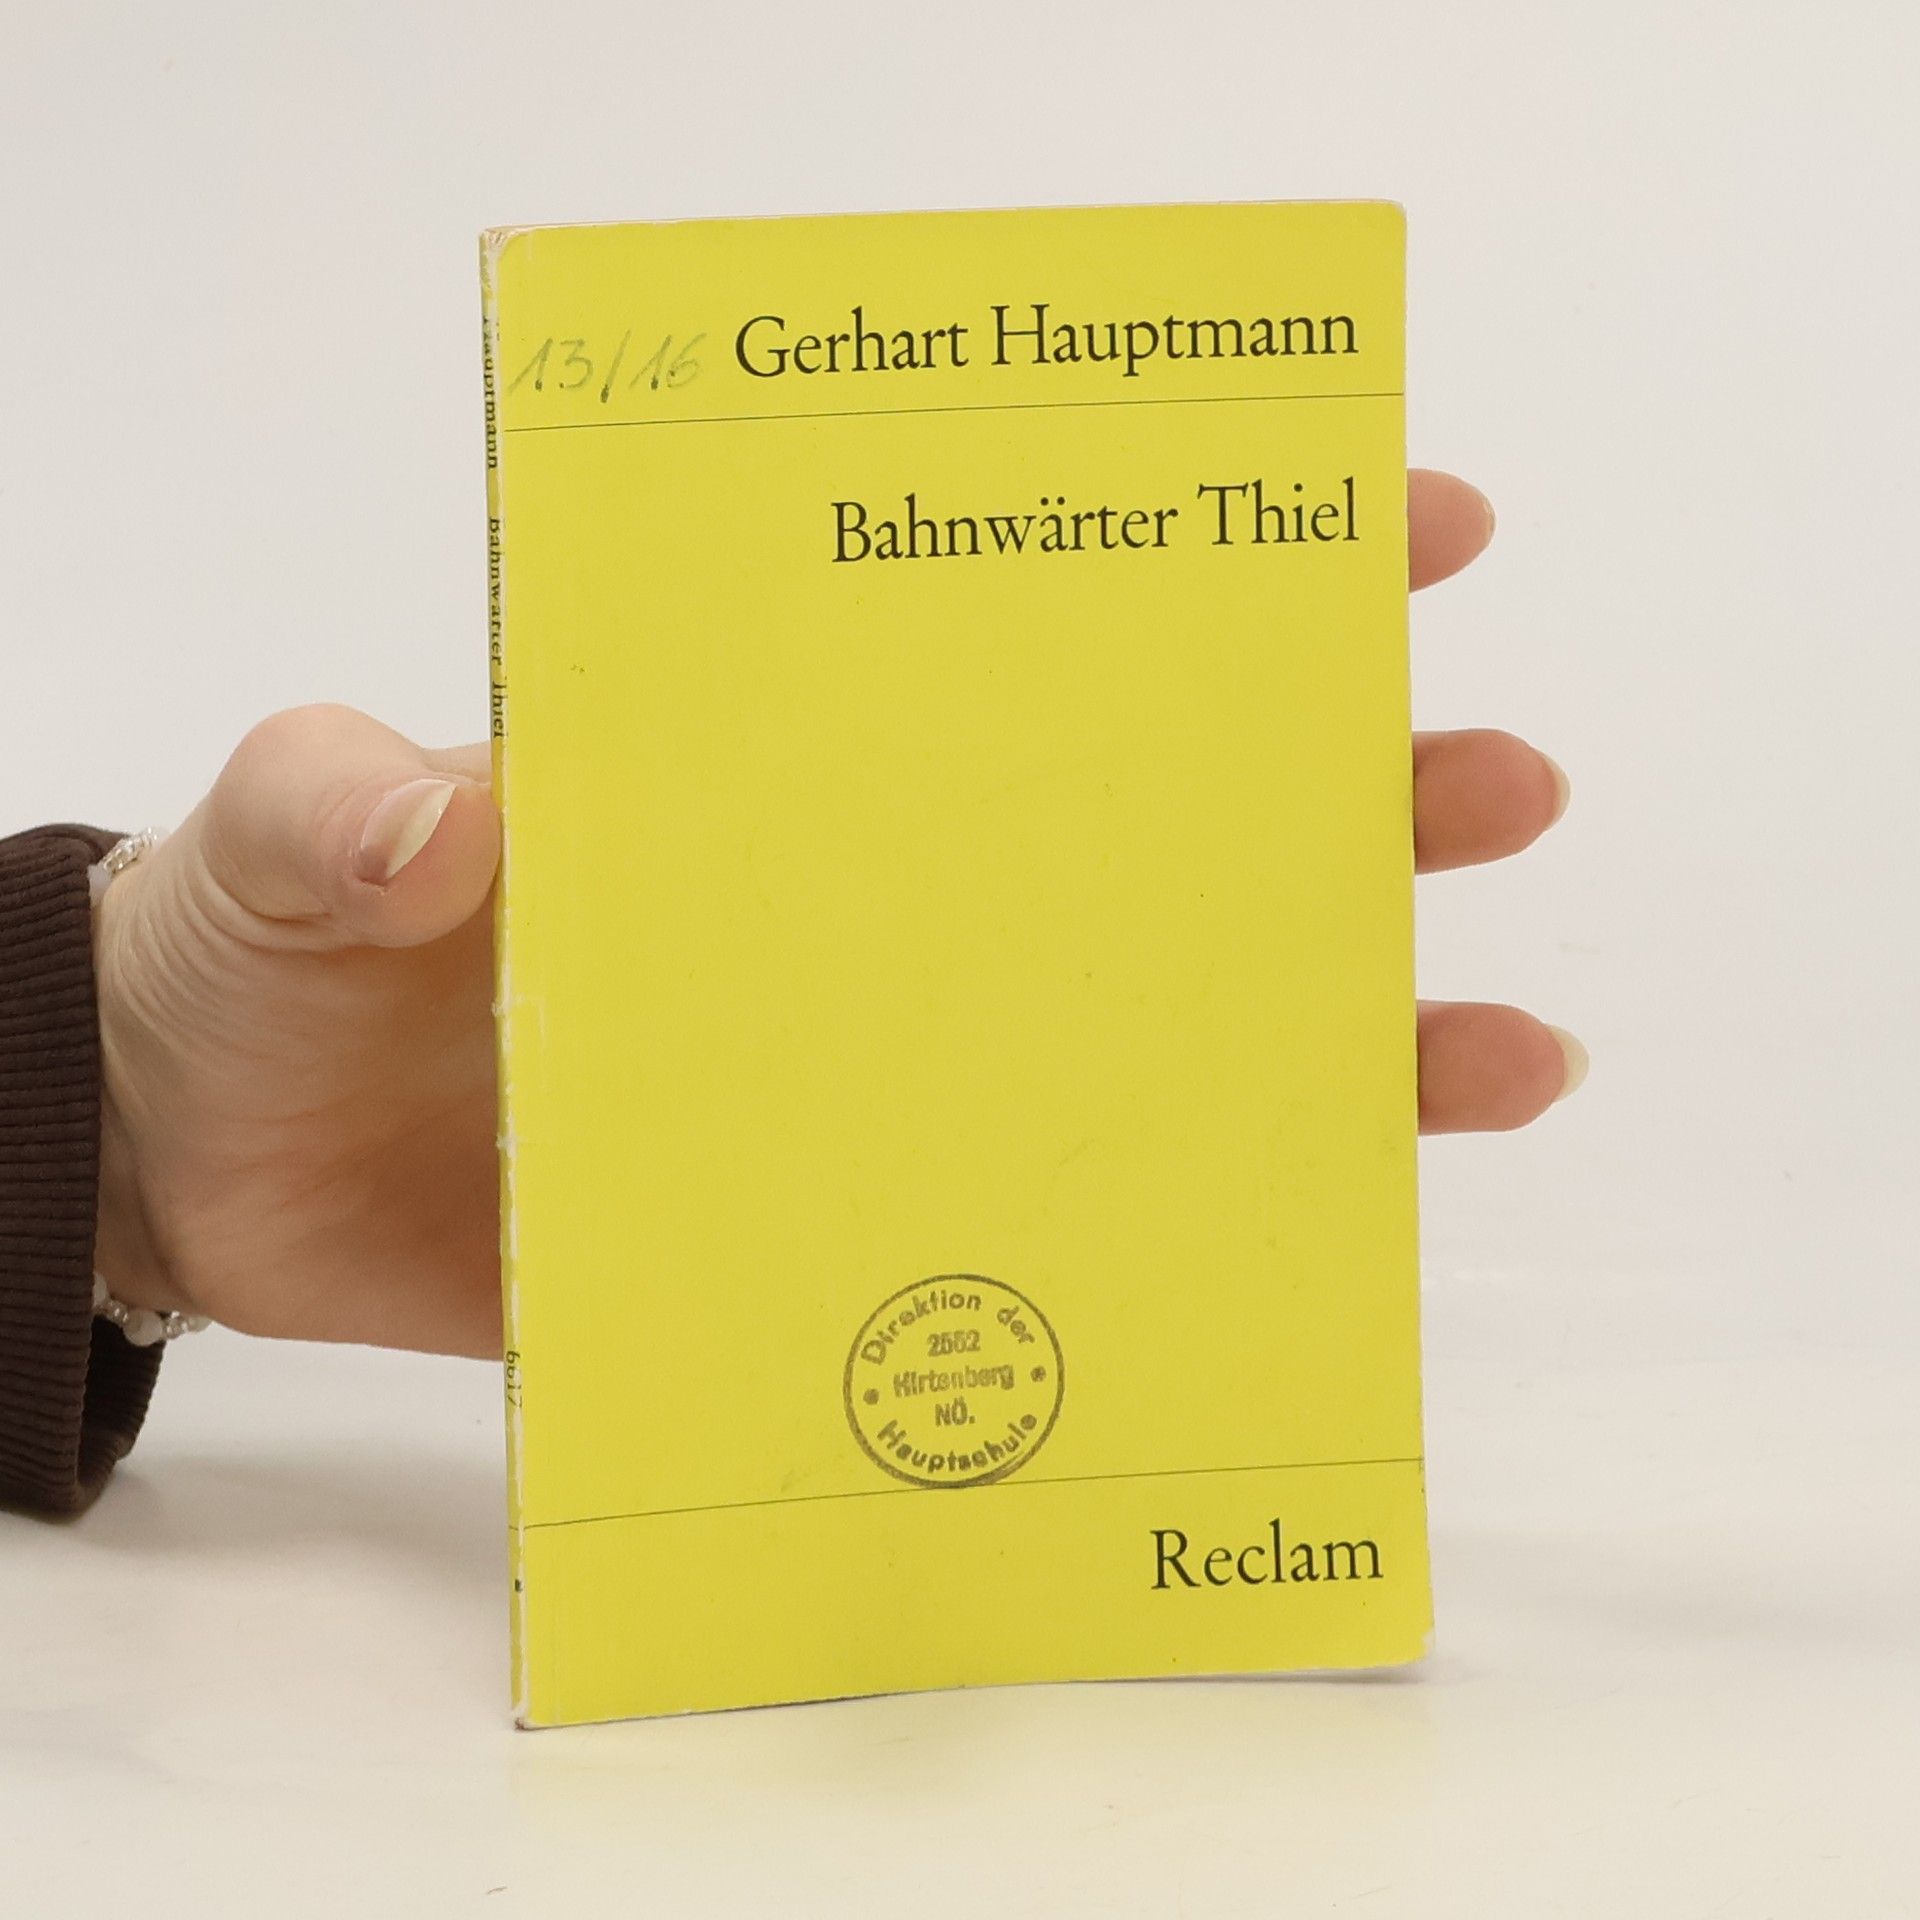 13/16
Gerhart Hauptmann
Bahnwärter Thiel
Direktion der
2552
Hirtenberg
NÖ.
Hauptschule
Reclam
Hauptmann Bahnwärter Thiel
6617